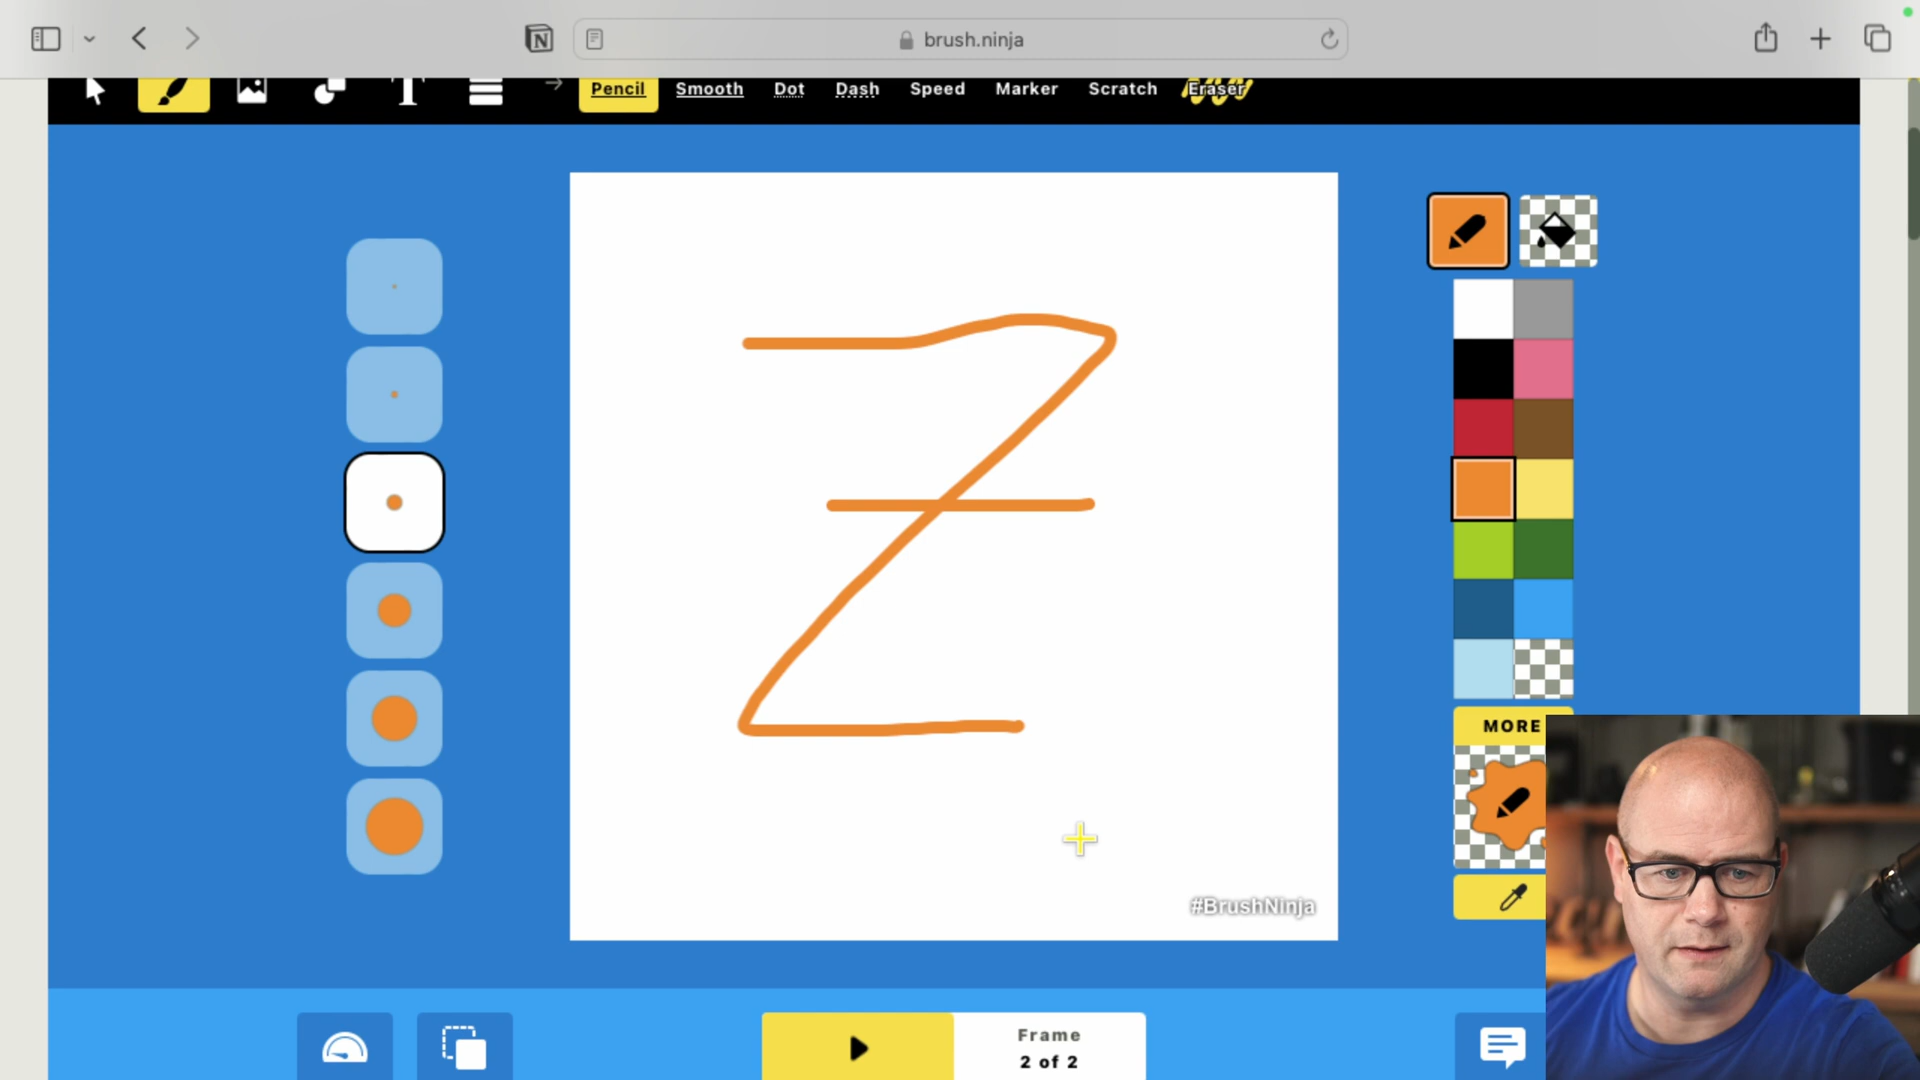 brush.ninja
Pencil Smooth Dot Dash Speed Marker Scratch Eraser
Z
MORE
#BrushNinja
Frame
2 of 2